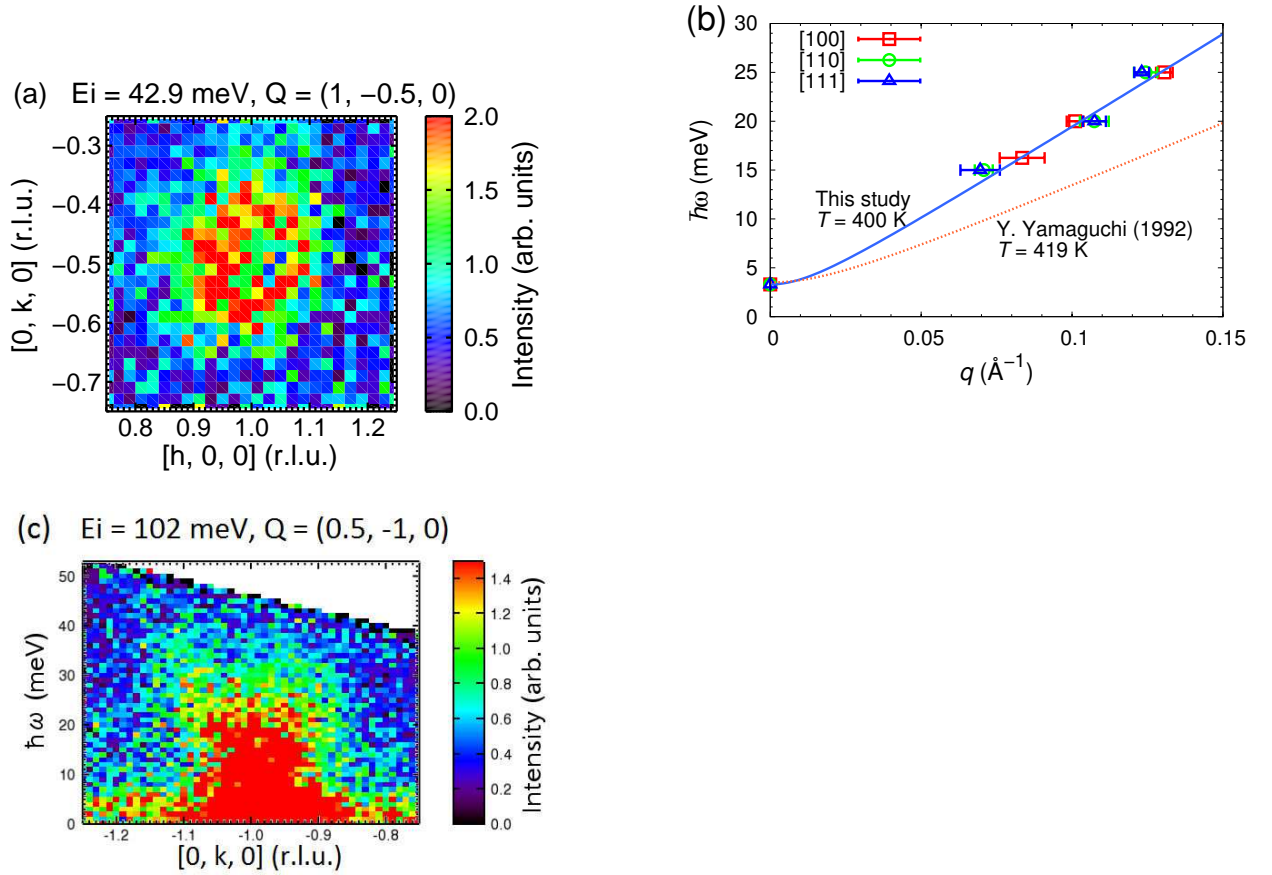 (a) Ei = 42.9 meV, Q = (1, −0.5, 0)
[0, k, 0] (r.l.u.)
−0.3
−0.4
−0.5
−0.6
−0.7
0.8 0.9 1.0 1.1 1.2
[h, 0, 0] (r.l.u.)
2.0
1.5
1.0
0.5
0.0
Intensity (arb. units)
(b)
ħω (meV)
30
25
20
15
10
5
0
[100]
[110]
[111]
This study
T = 400 K
Y. Yamaguchi (1992)
T = 419 K
0 0.05 0.1 0.15
q (Å⁻¹)
(c) Ei = 102 meV, Q = (0.5, -1, 0)
ħω (meV)
50
40
30
20
10
0
-1.2 -1.1 -1.0 -0.9 -0.8
[0, k, 0] (r.l.u.)
1.4
1.2
1.0
0.8
0.6
0.4
0.2
0.0
Intensity (arb. units)